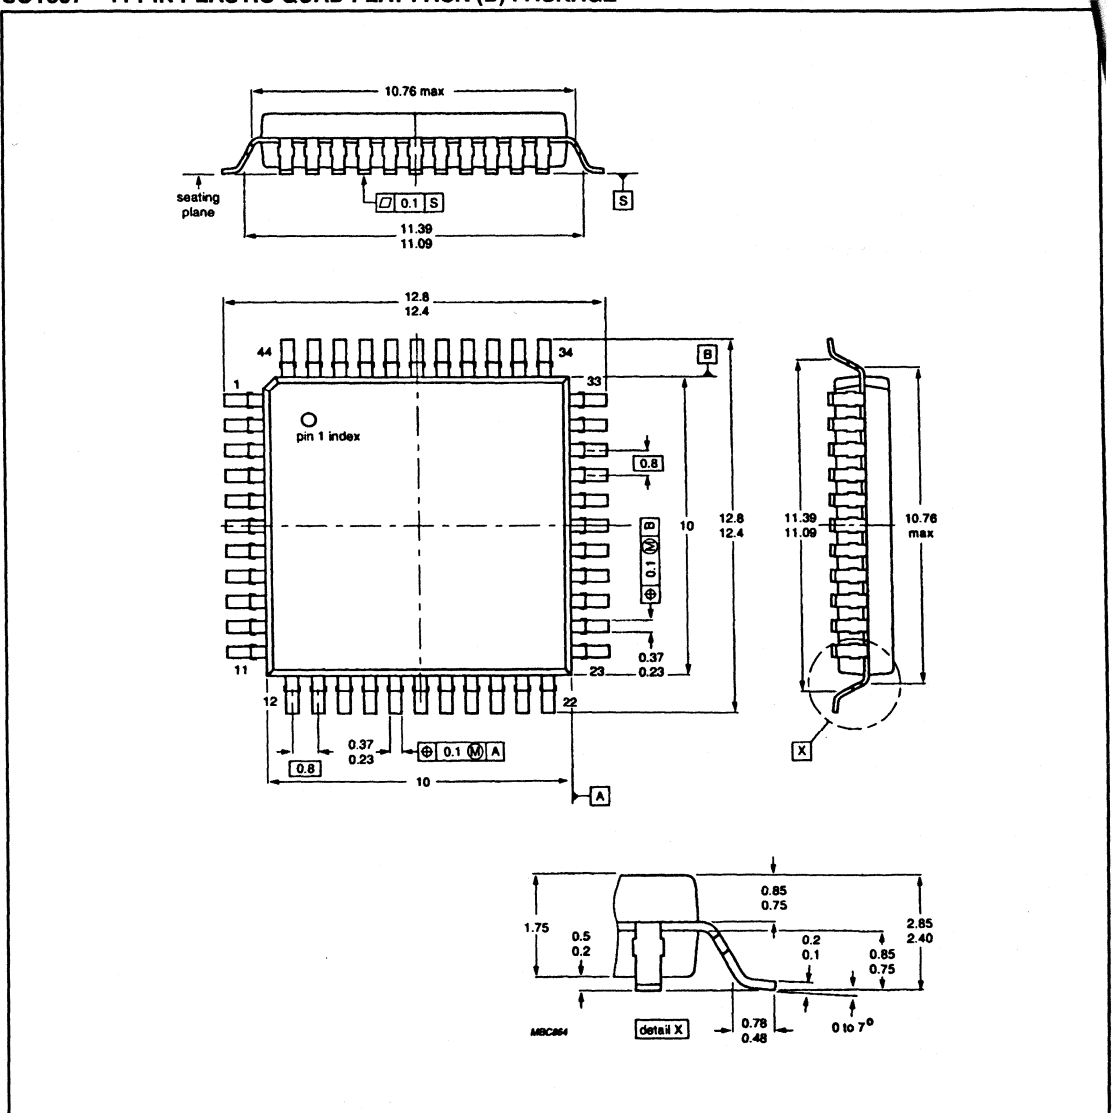 10.76 max
seating
plane
0.1 S
S
11.39
11.09
12.8
12.4
44
34
B
1
33
pin 1 index
0.8
12.8
12.4
10
0.1 M B
11.39
11.09
10.76
max
0.37
0.23
11
23
12
22
0.37
0.23
0.1 M A
0.8
10
A
X
0.85
0.75
1.75
0.5
0.2
2.85
2.40
0.2
0.1
0.85
0.75
MBC864
detail X
0.78
0.48
0 to 7°